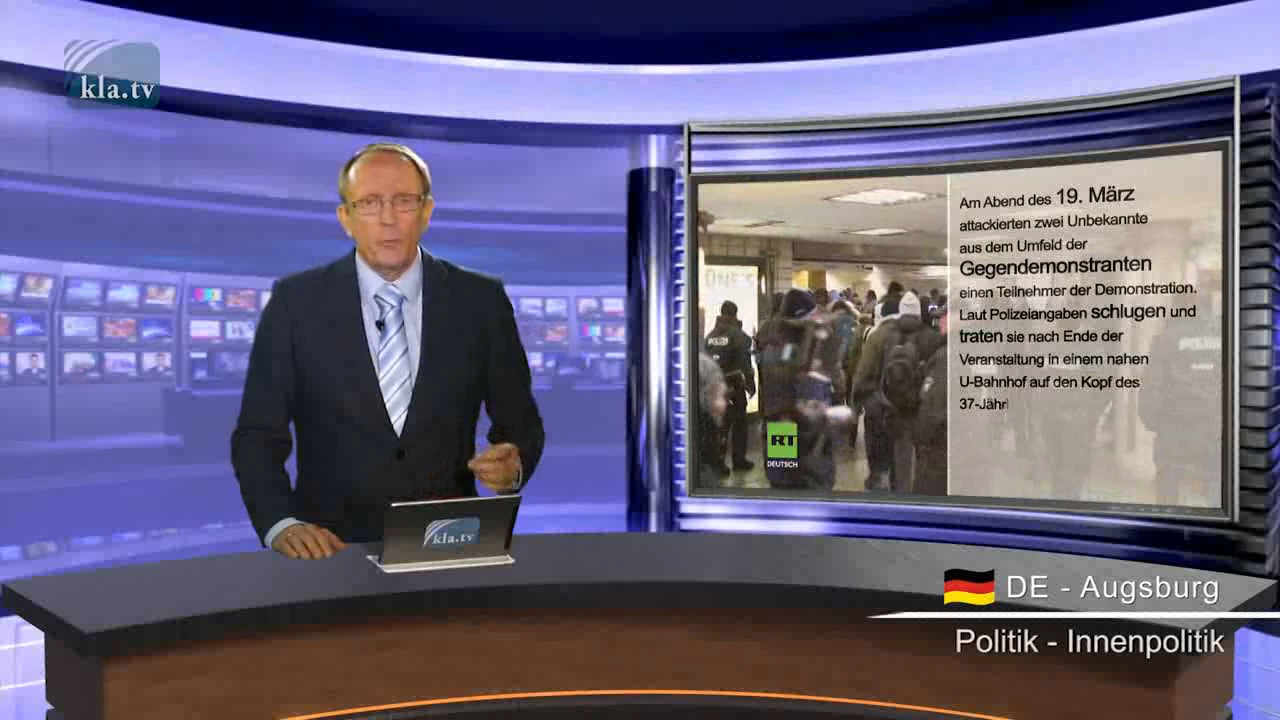 kla.tv
ONE'S
POLIZEI
Am Abend des 19. März
attackierten zwei Unbekannte
aus dem Umfeld der
Gegendemonstranten
einen Teilnehmer der Demonstration.
Laut Polizeiangaben schlugen und
traten sie nach Ende der
Veranstaltung in einem nahen
U-Bahnhof auf den Kopf des
37-Jähr
RT
DEUTSCH
kla.tv
DE - Augsburg
Politik - Innenpolitik